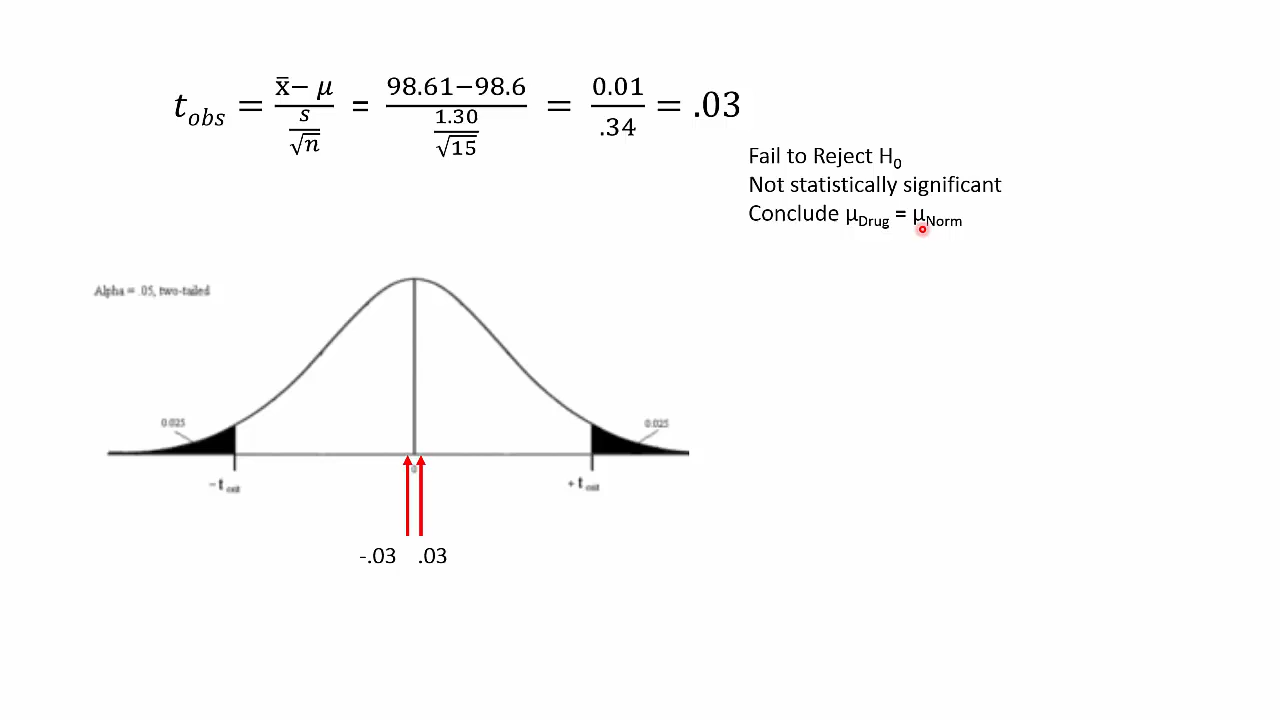 t_obs = (x̄− μ)/(s/√n) = (98.61−98.6)/(1.30/√15) = 0.01/.34 = .03
Fail to Reject H₀
Not statistically significant
Conclude μ_Drug = μ_Norm
Alpha = .05, two-tailed
0.025
0.025
0
−t_crit
+t_crit
-.03
.03